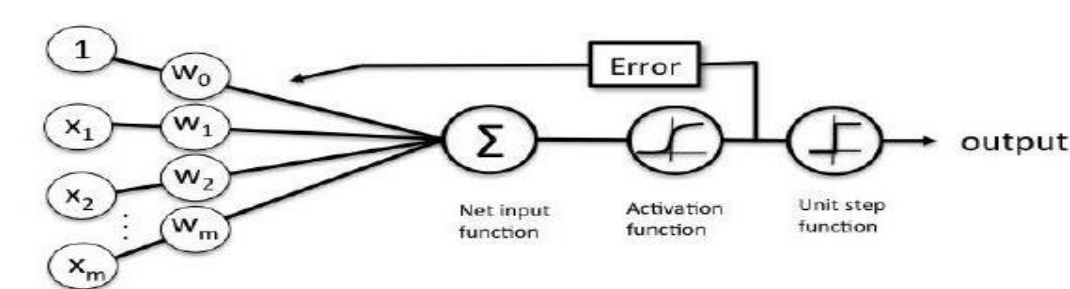 1
w₀
Error
x₁
w₁
Σ
output
x₂
w₂
⋮
xₘ
wₘ
Net input
function
Activation
function
Unit step
function